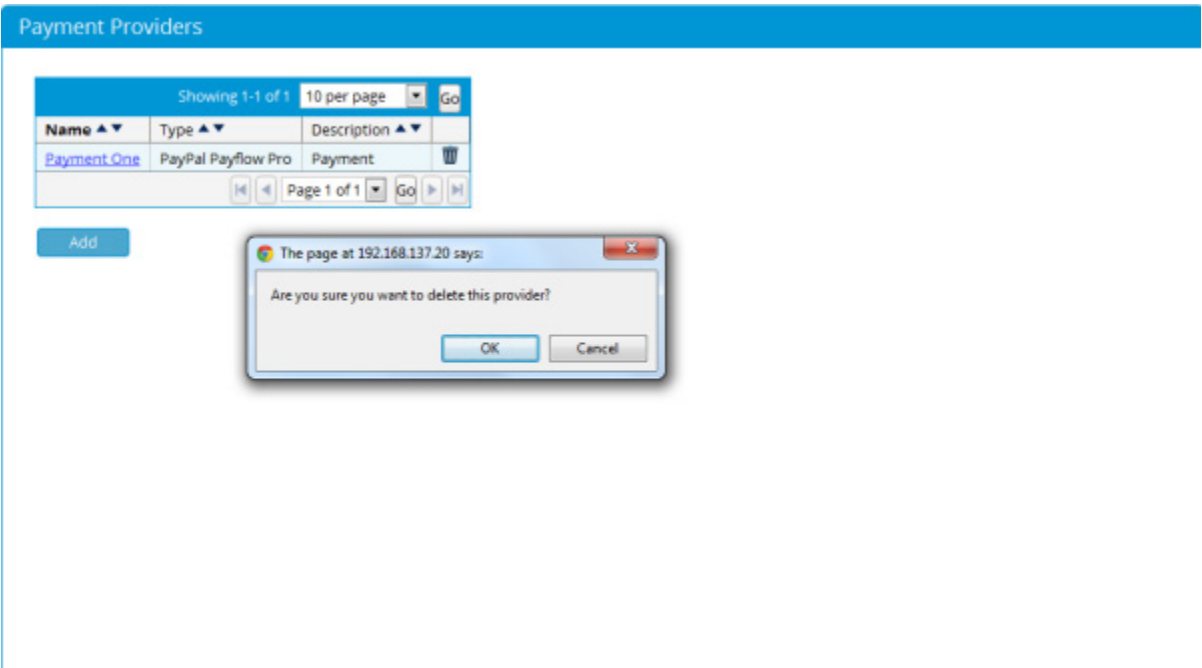 Payment Providers
Showing 1-1 of 1 10 per page Go
Name Type Description
Payment One PayPal Payflow Pro Payment
Page 1 of 1 Go
Add
The page at 192.168.137.20 says:
Are you sure you want to delete this provider?
OK Cancel